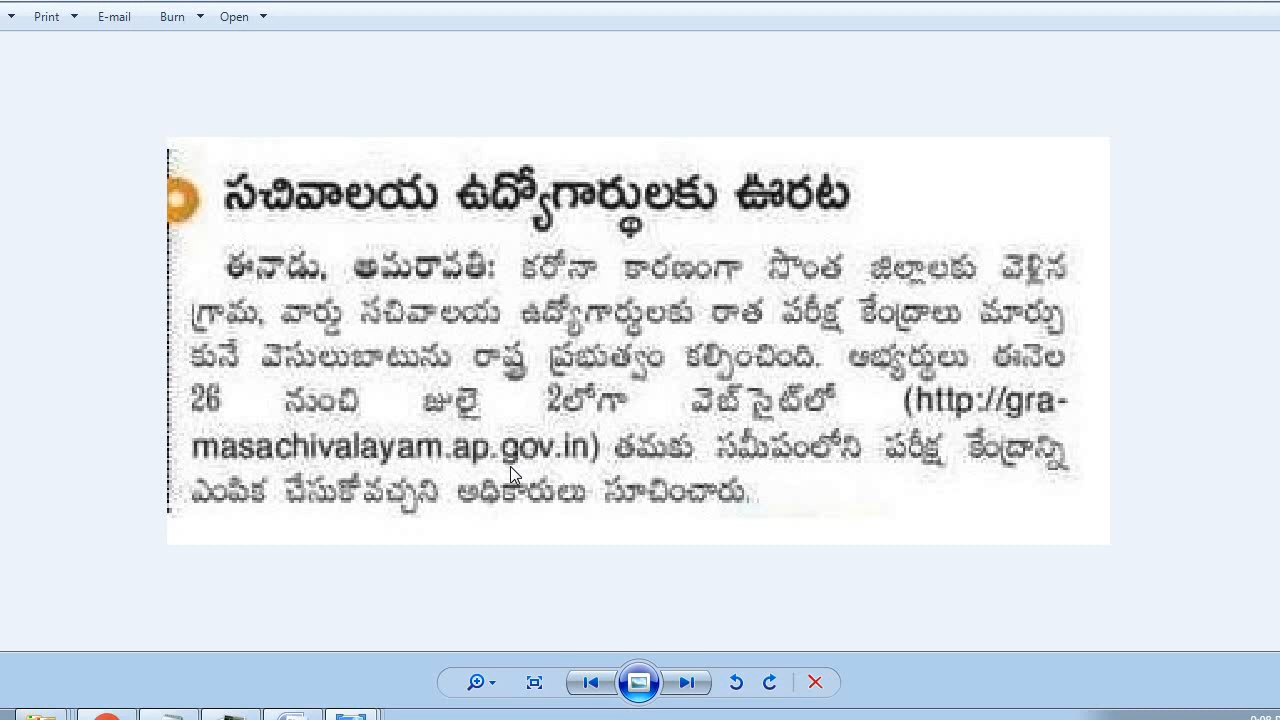 Print E-mail Burn Open
సచివాలయ ఉద్యోగార్థులకు ఊరట
ఈనాడు, అమరావతి: కరోనా కారణంగా సొంత జిల్లాలకు వెళ్లిన
గ్రామ, వార్డు సచివాలయ ఉద్యోగార్థులకు రాత పరీక్ష కేంద్రాలు మార్చు
కునే వెసులుబాటును రాష్ట్ర ప్రభుత్వం కల్పించింది. అభ్యర్థులు ఈనెల
26 నుంచి జులై 2లోగా వెబ్‌సైట్‌లో (http://gra-
masachivalayam.ap.gov.in) తమకు సమీపంలోని పరీక్ష కేంద్రాన్ని
ఎంపిక చేసుకోవచ్చని అధికారులు సూచించారు.